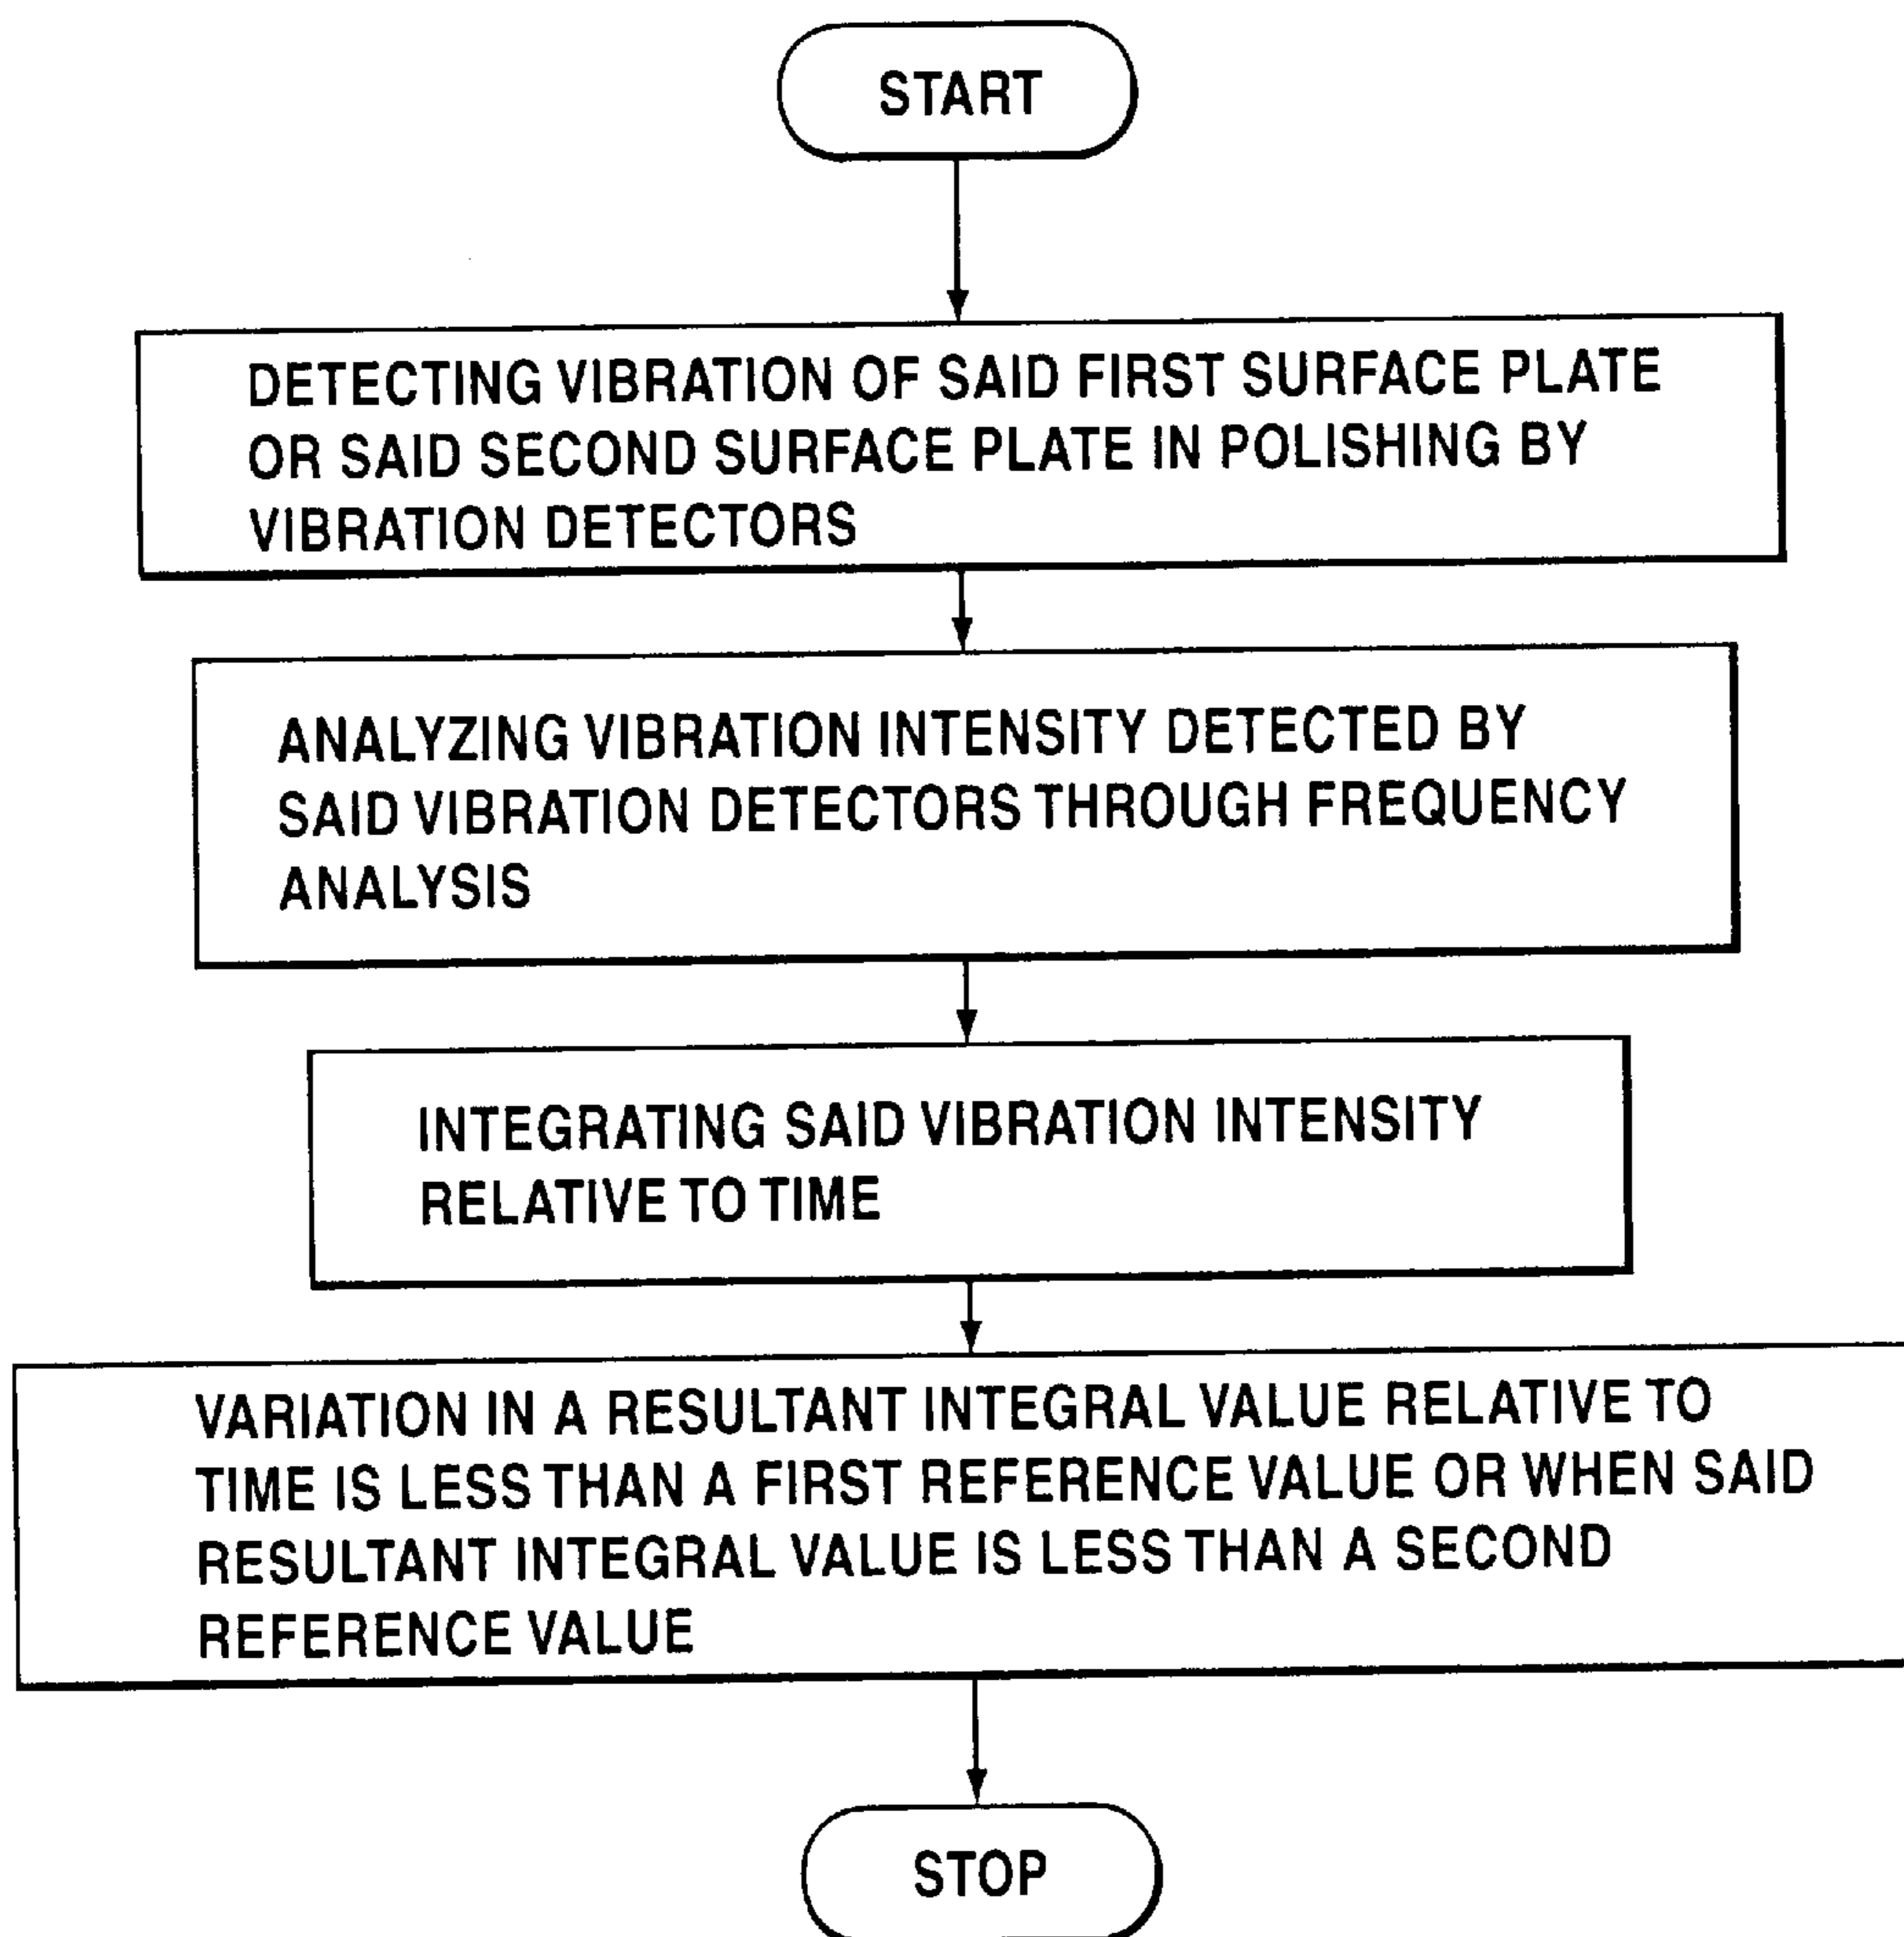 START
DETECTING VIBRATION OF SAID FIRST SURFACE PLATE
OR SAID SECOND SURFACE PLATE IN POLISHING BY
VIBRATION DETECTORS
ANALYZING VIBRATION INTENSITY DETECTED BY
SAID VIBRATION DETECTORS THROUGH FREQUENCY
ANALYSIS
INTEGRATING SAID VIBRATION INTENSITY
RELATIVE TO TIME
VARIATION IN A RESULTANT INTEGRAL VALUE RELATIVE TO
TIME IS LESS THAN A FIRST REFERENCE VALUE OR WHEN SAID
RESULTANT INTEGRAL VALUE IS LESS THAN A SECOND
REFERENCE VALUE
STOP